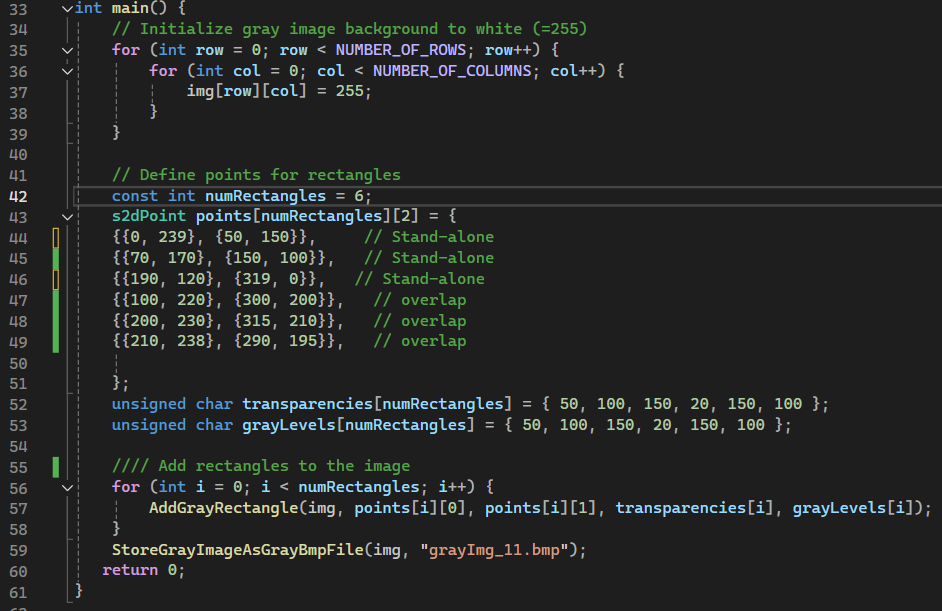 33 int main() {
34 // Initialize gray image background to white (=255)
35 for (int row = 0; row < NUMBER_OF_ROWS; row++) {
36 for (int col = 0; col < NUMBER_OF_COLUMNS; col++) {
37 img[row][col] = 255;
38 }
39 }
40
41 // Define points for rectangles
42 const int numRectangles = 6;
43 s2dPoint points[numRectangles][2] = {
44 {{0, 239}, {50, 150}}, // Stand-alone
45 {{70, 170}, {150, 100}}, // Stand-alone
46 {{190, 120}, {319, 0}}, // Stand-alone
47 {{100, 220}, {300, 200}}, // overlap
48 {{200, 230}, {315, 210}}, // overlap
49 {{210, 238}, {290, 195}}, // overlap
50
51 };
52 unsigned char transparencies[numRectangles] = { 50, 100, 150, 20, 150, 100 };
53 unsigned char grayLevels[numRectangles] = { 50, 100, 150, 20, 150, 100 };
54
55 //// Add rectangles to the image
56 for (int i = 0; i < numRectangles; i++) {
57 AddGrayRectangle(img, points[i][0], points[i][1], transparencies[i], grayLevels[i]);
58 }
59 StoreGrayImageAsGrayBmpFile(img, "grayImg_11.bmp");
60 return 0;
61 }